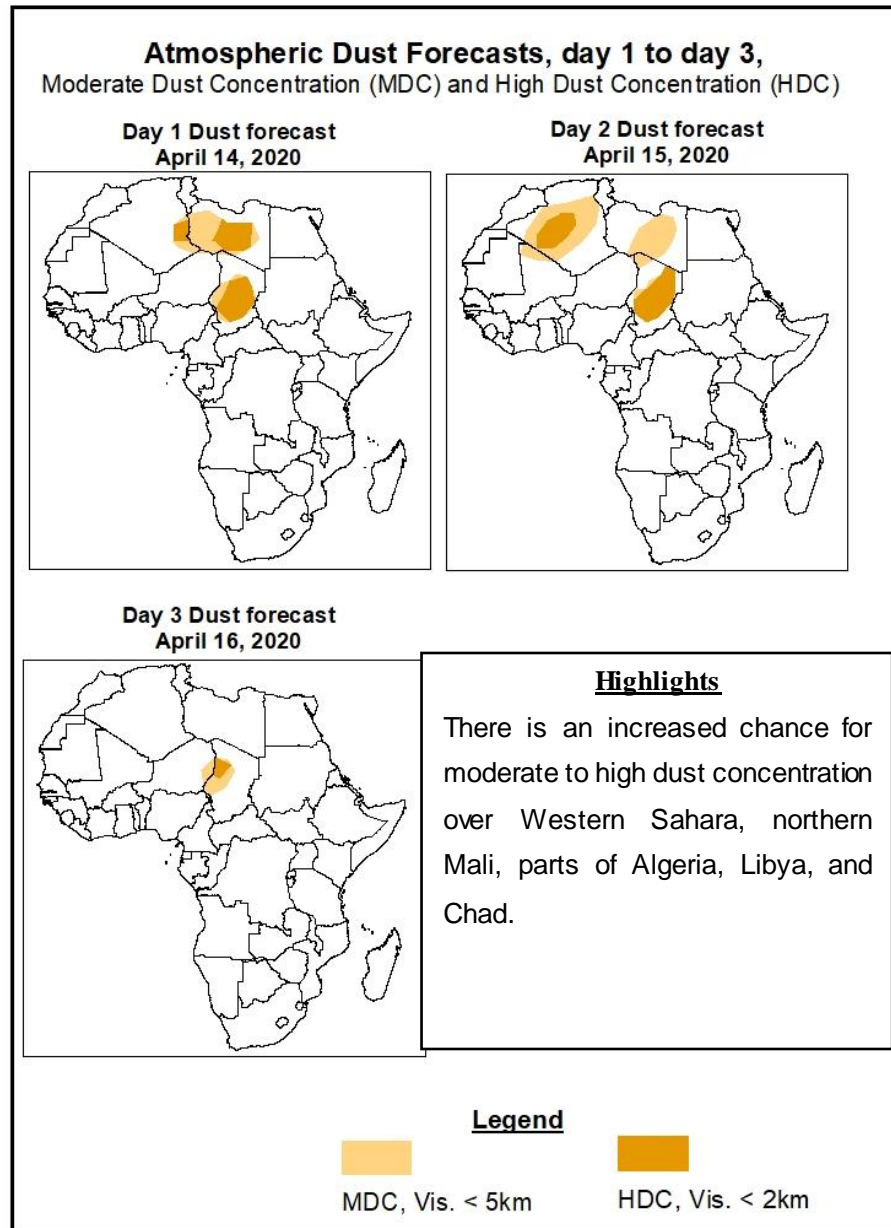 Atmospheric Dust Forecasts, day 1 to day 3,
Moderate Dust Concentration (MDC) and High Dust Concentration (HDC)
Day 1 Dust forecast
April 14, 2020
Day 2 Dust forecast
April 15, 2020
Day 3 Dust forecast
April 16, 2020
Highlights
There is an increased chance for
moderate to high dust concentration
over Western Sahara, northern
Mali, parts of Algeria, Libya, and
Chad.
Legend
MDC, Vis. < 5km
HDC, Vis. < 2km